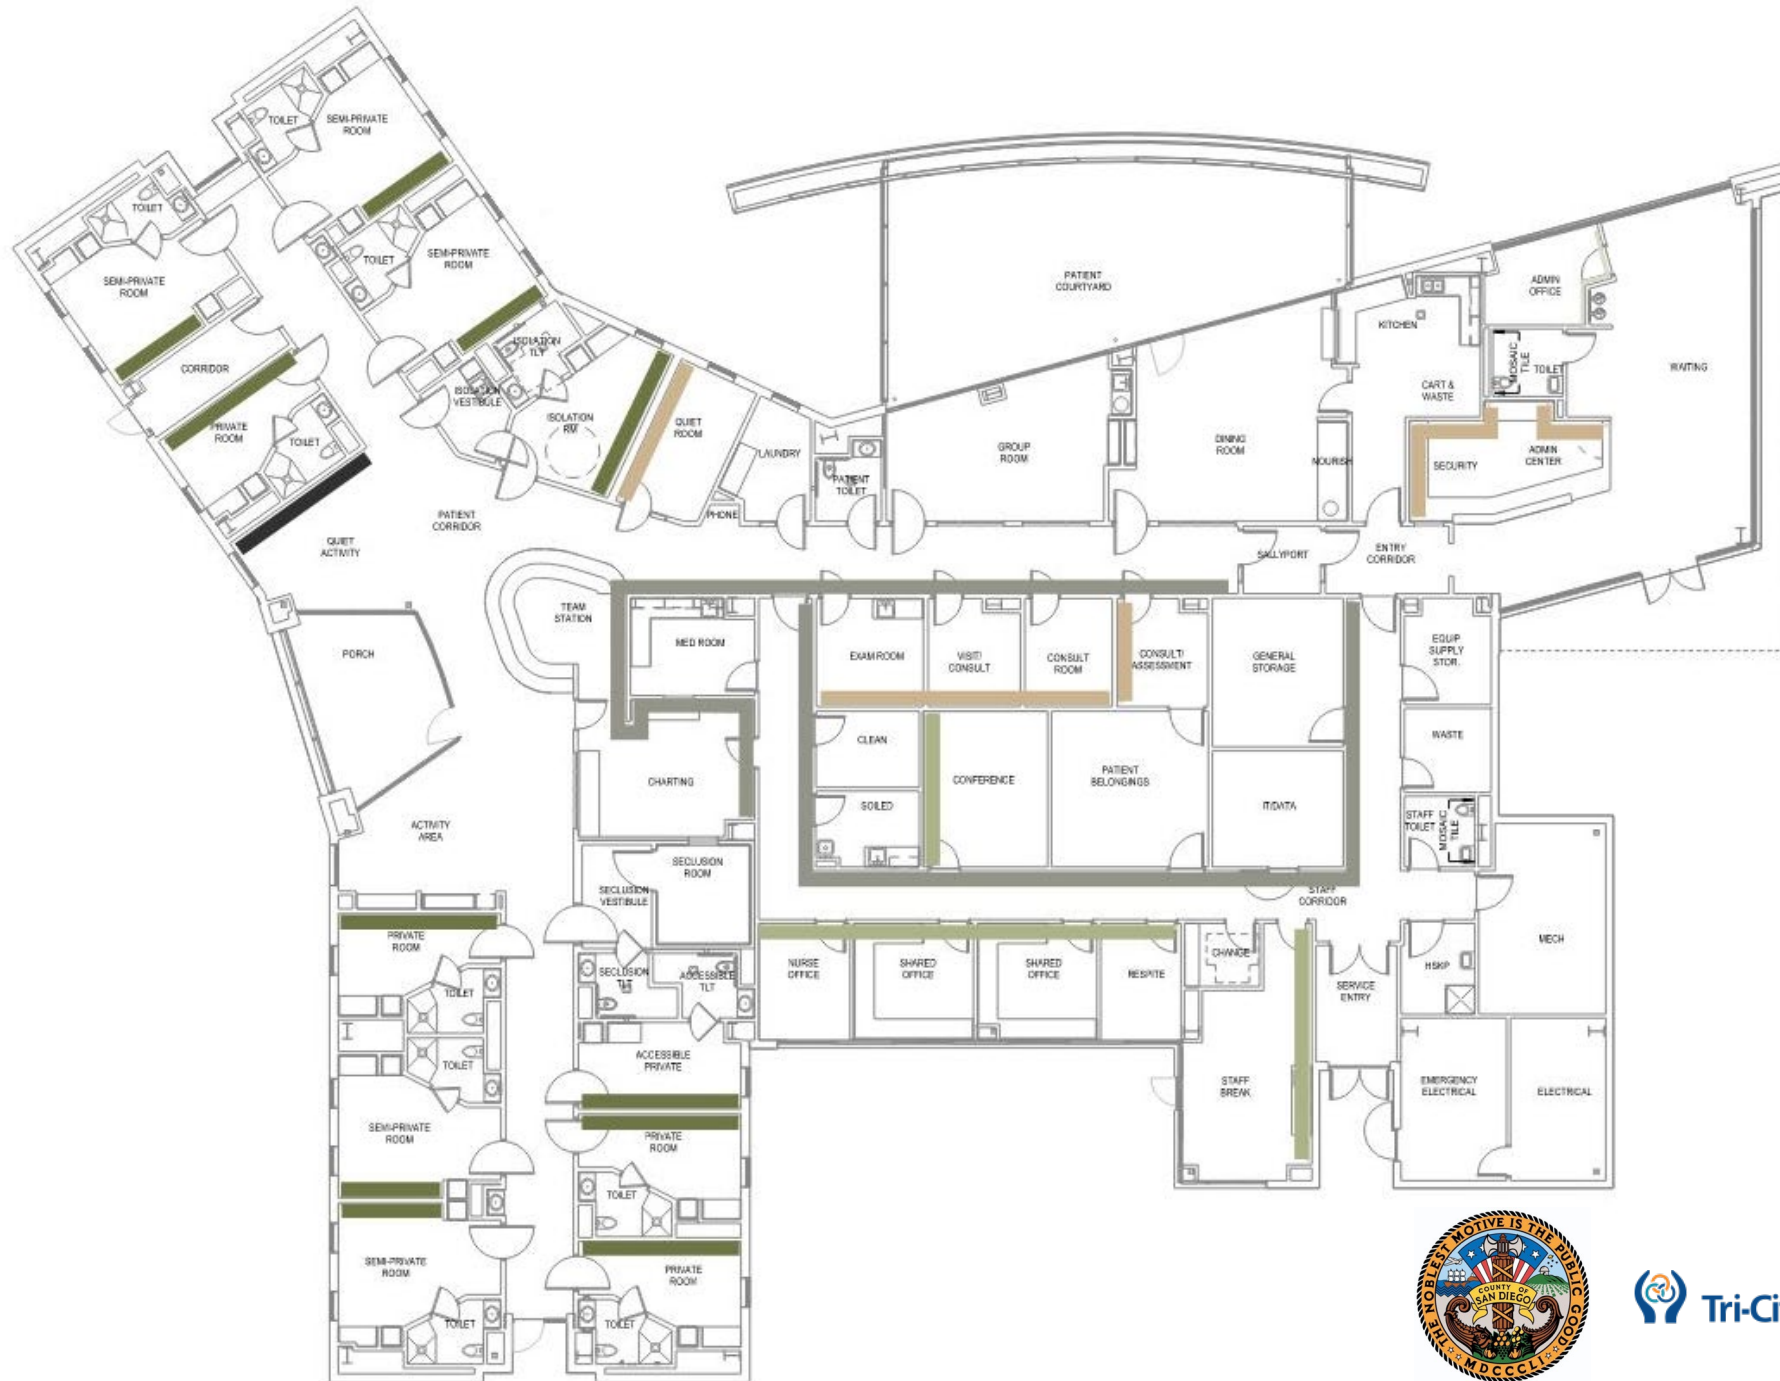 TOILET
SEMI-PRIVATE
ROOM
TOILET
SEMI-PRIVATE
ROOM
TOILET
SEMI-PRIVATE
ROOM
CORRIDOR
ISOLATION
TLT
ISOLATION
VESTIBULE
PRIVATE
ROOM
TOILET
ISOLATION
RM
QUIET
ROOM
LAUNDRY
PATIENT
TOILET
PHONE
PATIENT
CORRIDOR
QUIET
ACTIVITY
PATIENT
COURTYARD
GROUP
ROOM
DINING
ROOM
NOURISH
KITCHEN
CART &
WASTE
ADMIN
OFFICE
MOSAIC
TILE
TOILET
WAITING
SECURITY
ADMIN
CENTER
SALLYPORT
ENTRY
CORRIDOR
TEAM
STATION
PORCH
MED ROOM
EXAM ROOM
VISIT/
CONSULT
CONSULT
ROOM
CONSULT/
ASSESSMENT
GENERAL
STORAGE
EQUIP
SUPPLY
STOR.
CLEAN
WASTE
CHARTING
CONFERENCE
PATIENT
BELONGINGS
SOILED
IT/DATA
STAFF
TOILET
MOSAIC
TILE
ACTIVITY
AREA
SECLUSION
ROOM
SECLUSION
VESTIBULE
STAFF
CORRIDOR
PRIVATE
ROOM
TOILET
SECLUSION
TLT
ACCESSIBLE
TLT
NURSE
OFFICE
SHARED
OFFICE
SHARED
OFFICE
RESPITE
CHANGE
SERVICE
ENTRY
HSKP
MECH
TOILET
ACCESSIBLE
PRIVATE
SEMI-PRIVATE
ROOM
PRIVATE
ROOM
TOILET
STAFF
BREAK
EMERGENCY
ELECTRICAL
ELECTRICAL
SEMI-PRIVATE
ROOM
PRIVATE
ROOM
TOILET
TOILET
THE NOBLEST MOTIVE IS THE PUBLIC GOOD
COUNTY OF
SAN DIEGO
MDCCCLI
Tri-Ci